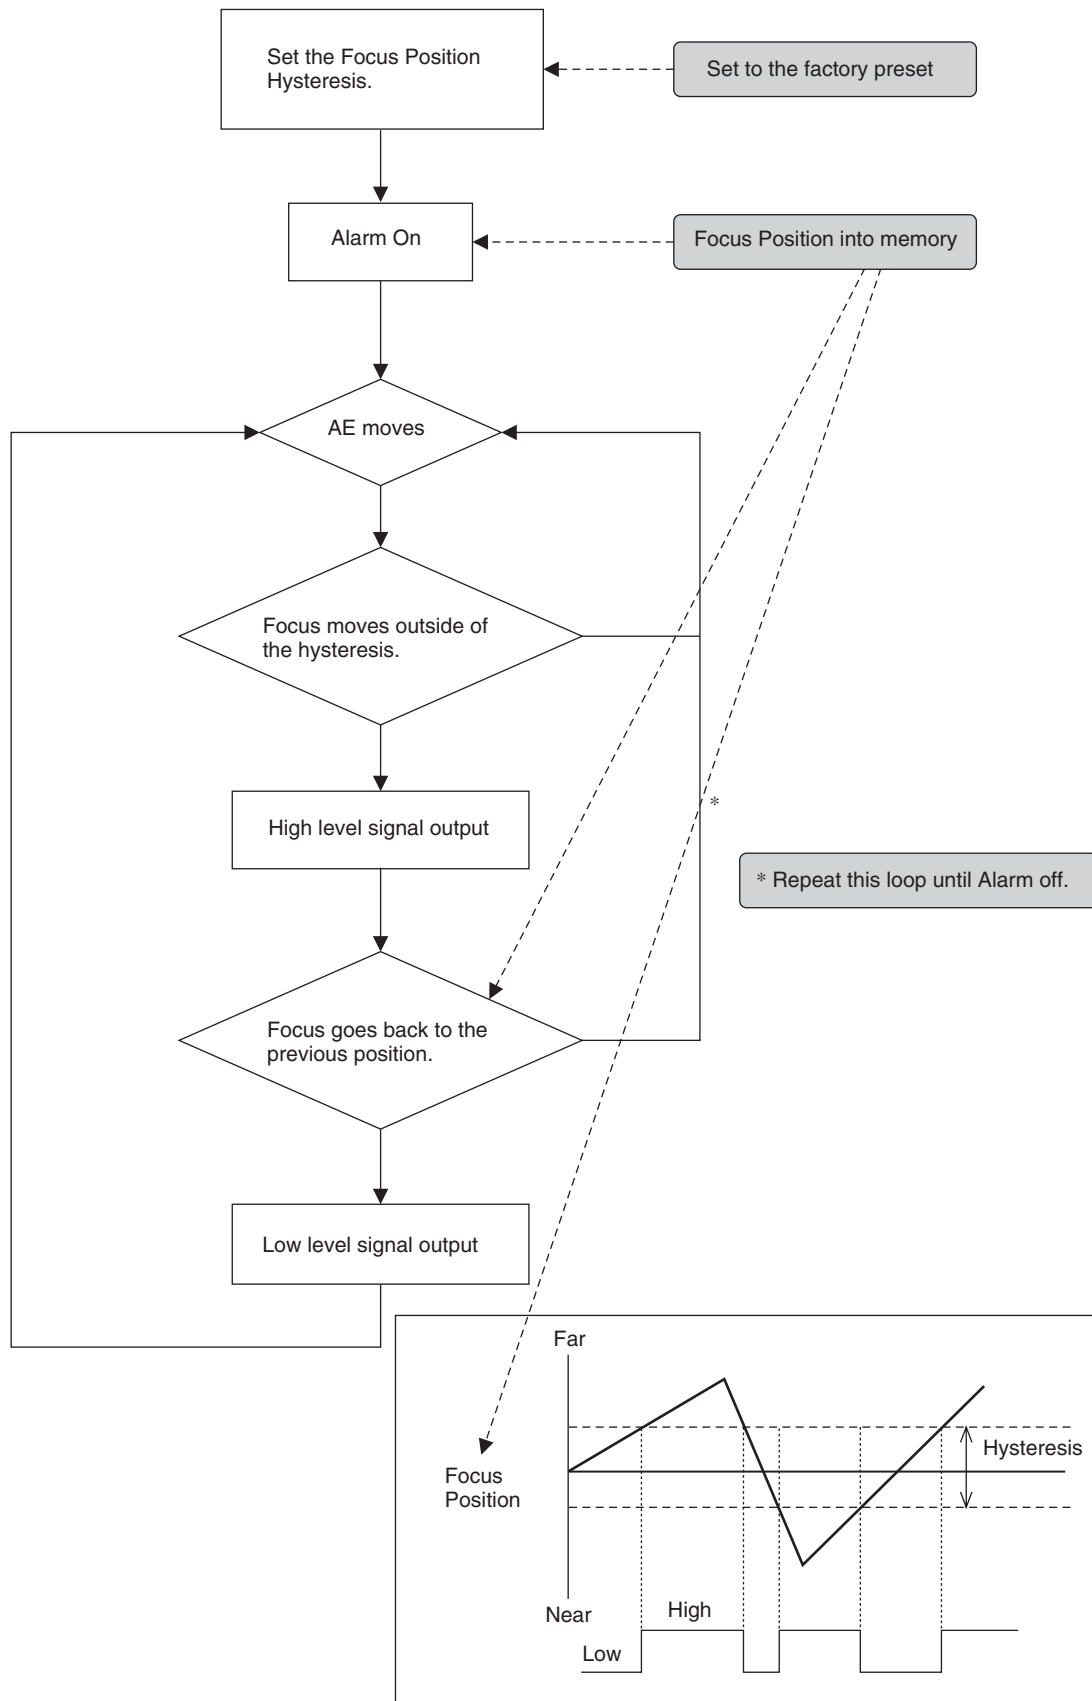 Set the Focus Position
Hysteresis.
Set to the factory preset
Alarm On
Focus Position into memory
AE moves
Focus moves outside of
the hysteresis.
High level signal output
*
* Repeat this loop until Alarm off.
Focus goes back to the
previous position.
Low level signal output
Far
Hysteresis
Focus
Position
Near
High
Low